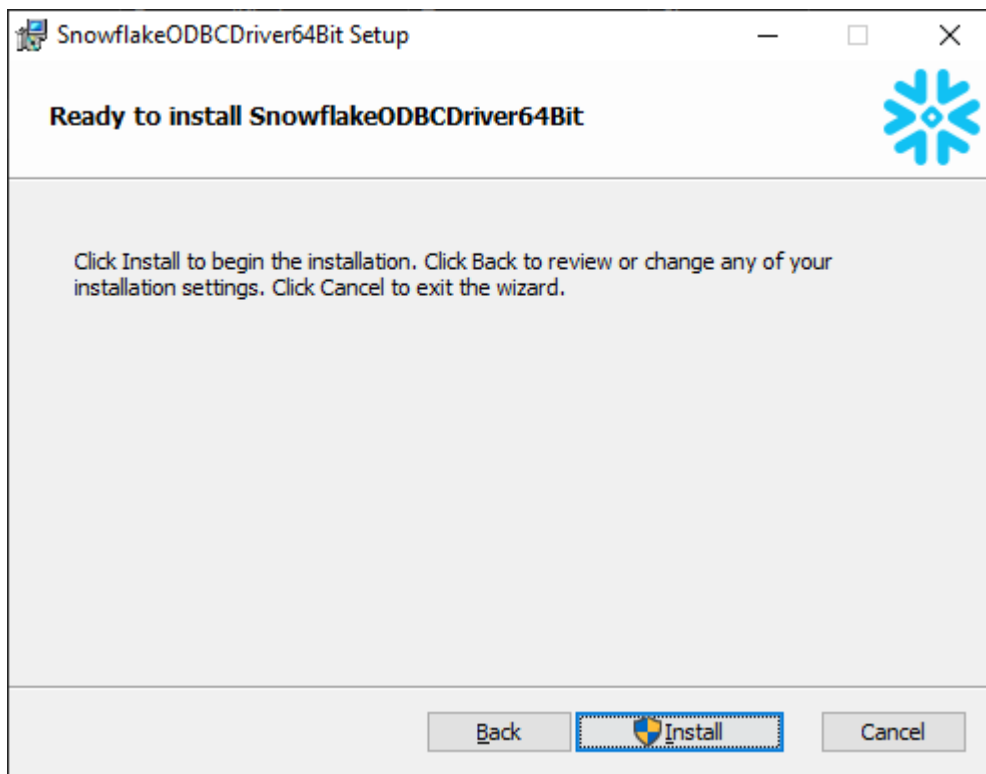 SnowflakeODBCDriver64Bit Setup
Ready to install SnowflakeODBCDriver64Bit
Click Install to begin the installation. Click Back to review or change any of your
installation settings. Click Cancel to exit the wizard.
Back
Install
Cancel